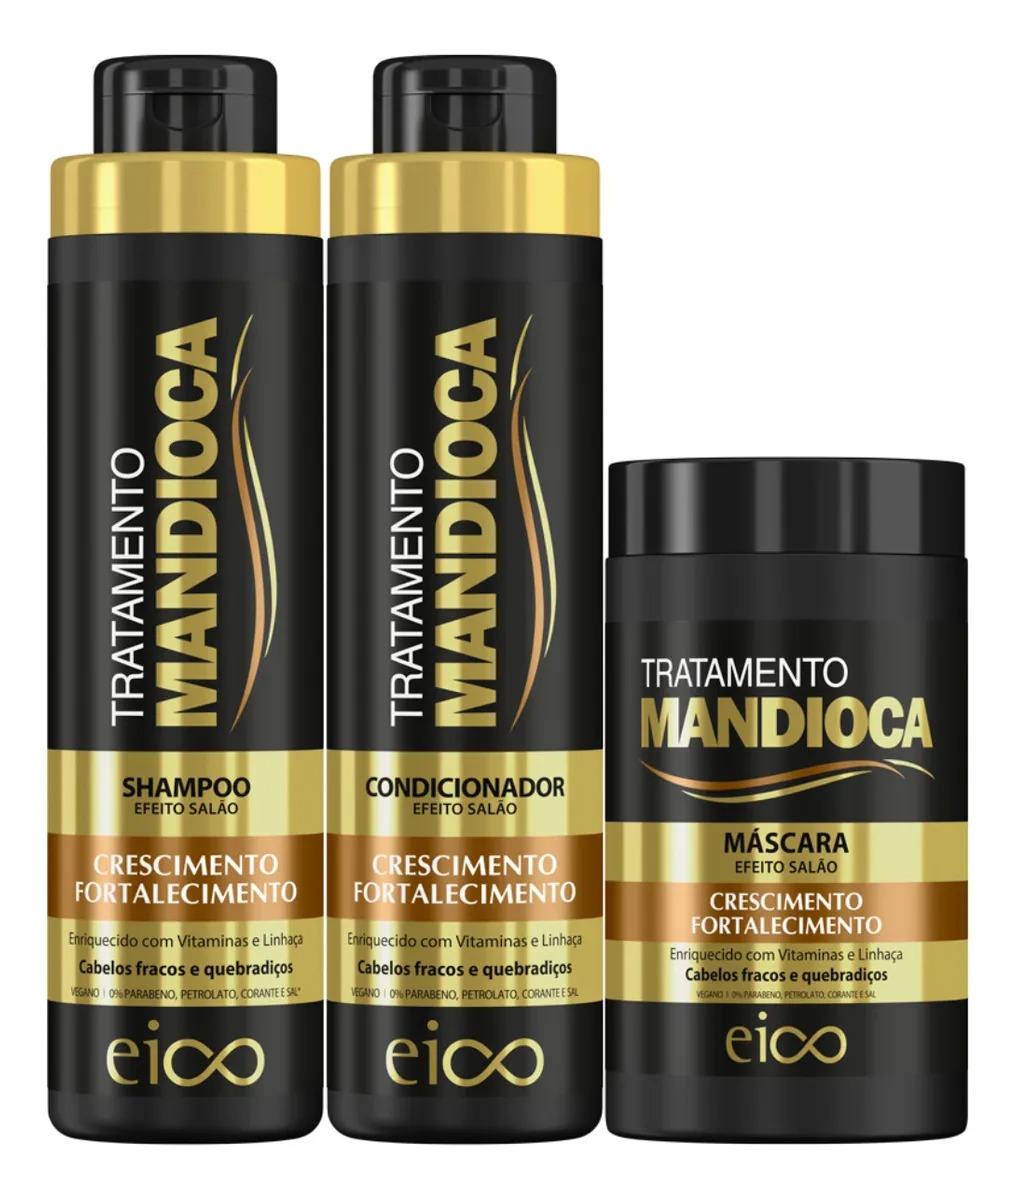 TRATAMENTO
MANDIOCA
SHAMPOO
EFEITO SALÃO
CRESCIMENTO
FORTALECIMENTO
Enriquecido com Vitaminas e Linhaça
Cabelos fracos e quebradiços
VEGANO | 0% PARABENO, PETROLATO, CORANTE E SAL*
eico
TRATAMENTO
MANDIOCA
CONDICIONADOR
EFEITO SALÃO
CRESCIMENTO
FORTALECIMENTO
Enriquecido com Vitaminas e Linhaça
Cabelos fracos e quebradiços
VEGANO | 0% PARABENO, PETROLATO, CORANTE E SAL
eico
TRATAMENTO
MANDIOCA
MÁSCARA
EFEITO SALÃO
CRESCIMENTO
FORTALECIMENTO
Enriquecido com Vitaminas e Linhaça
Cabelos fracos e quebradiços
VEGANO | 0% PARABENO, PETROLATO, CORANTE E SAL
eico